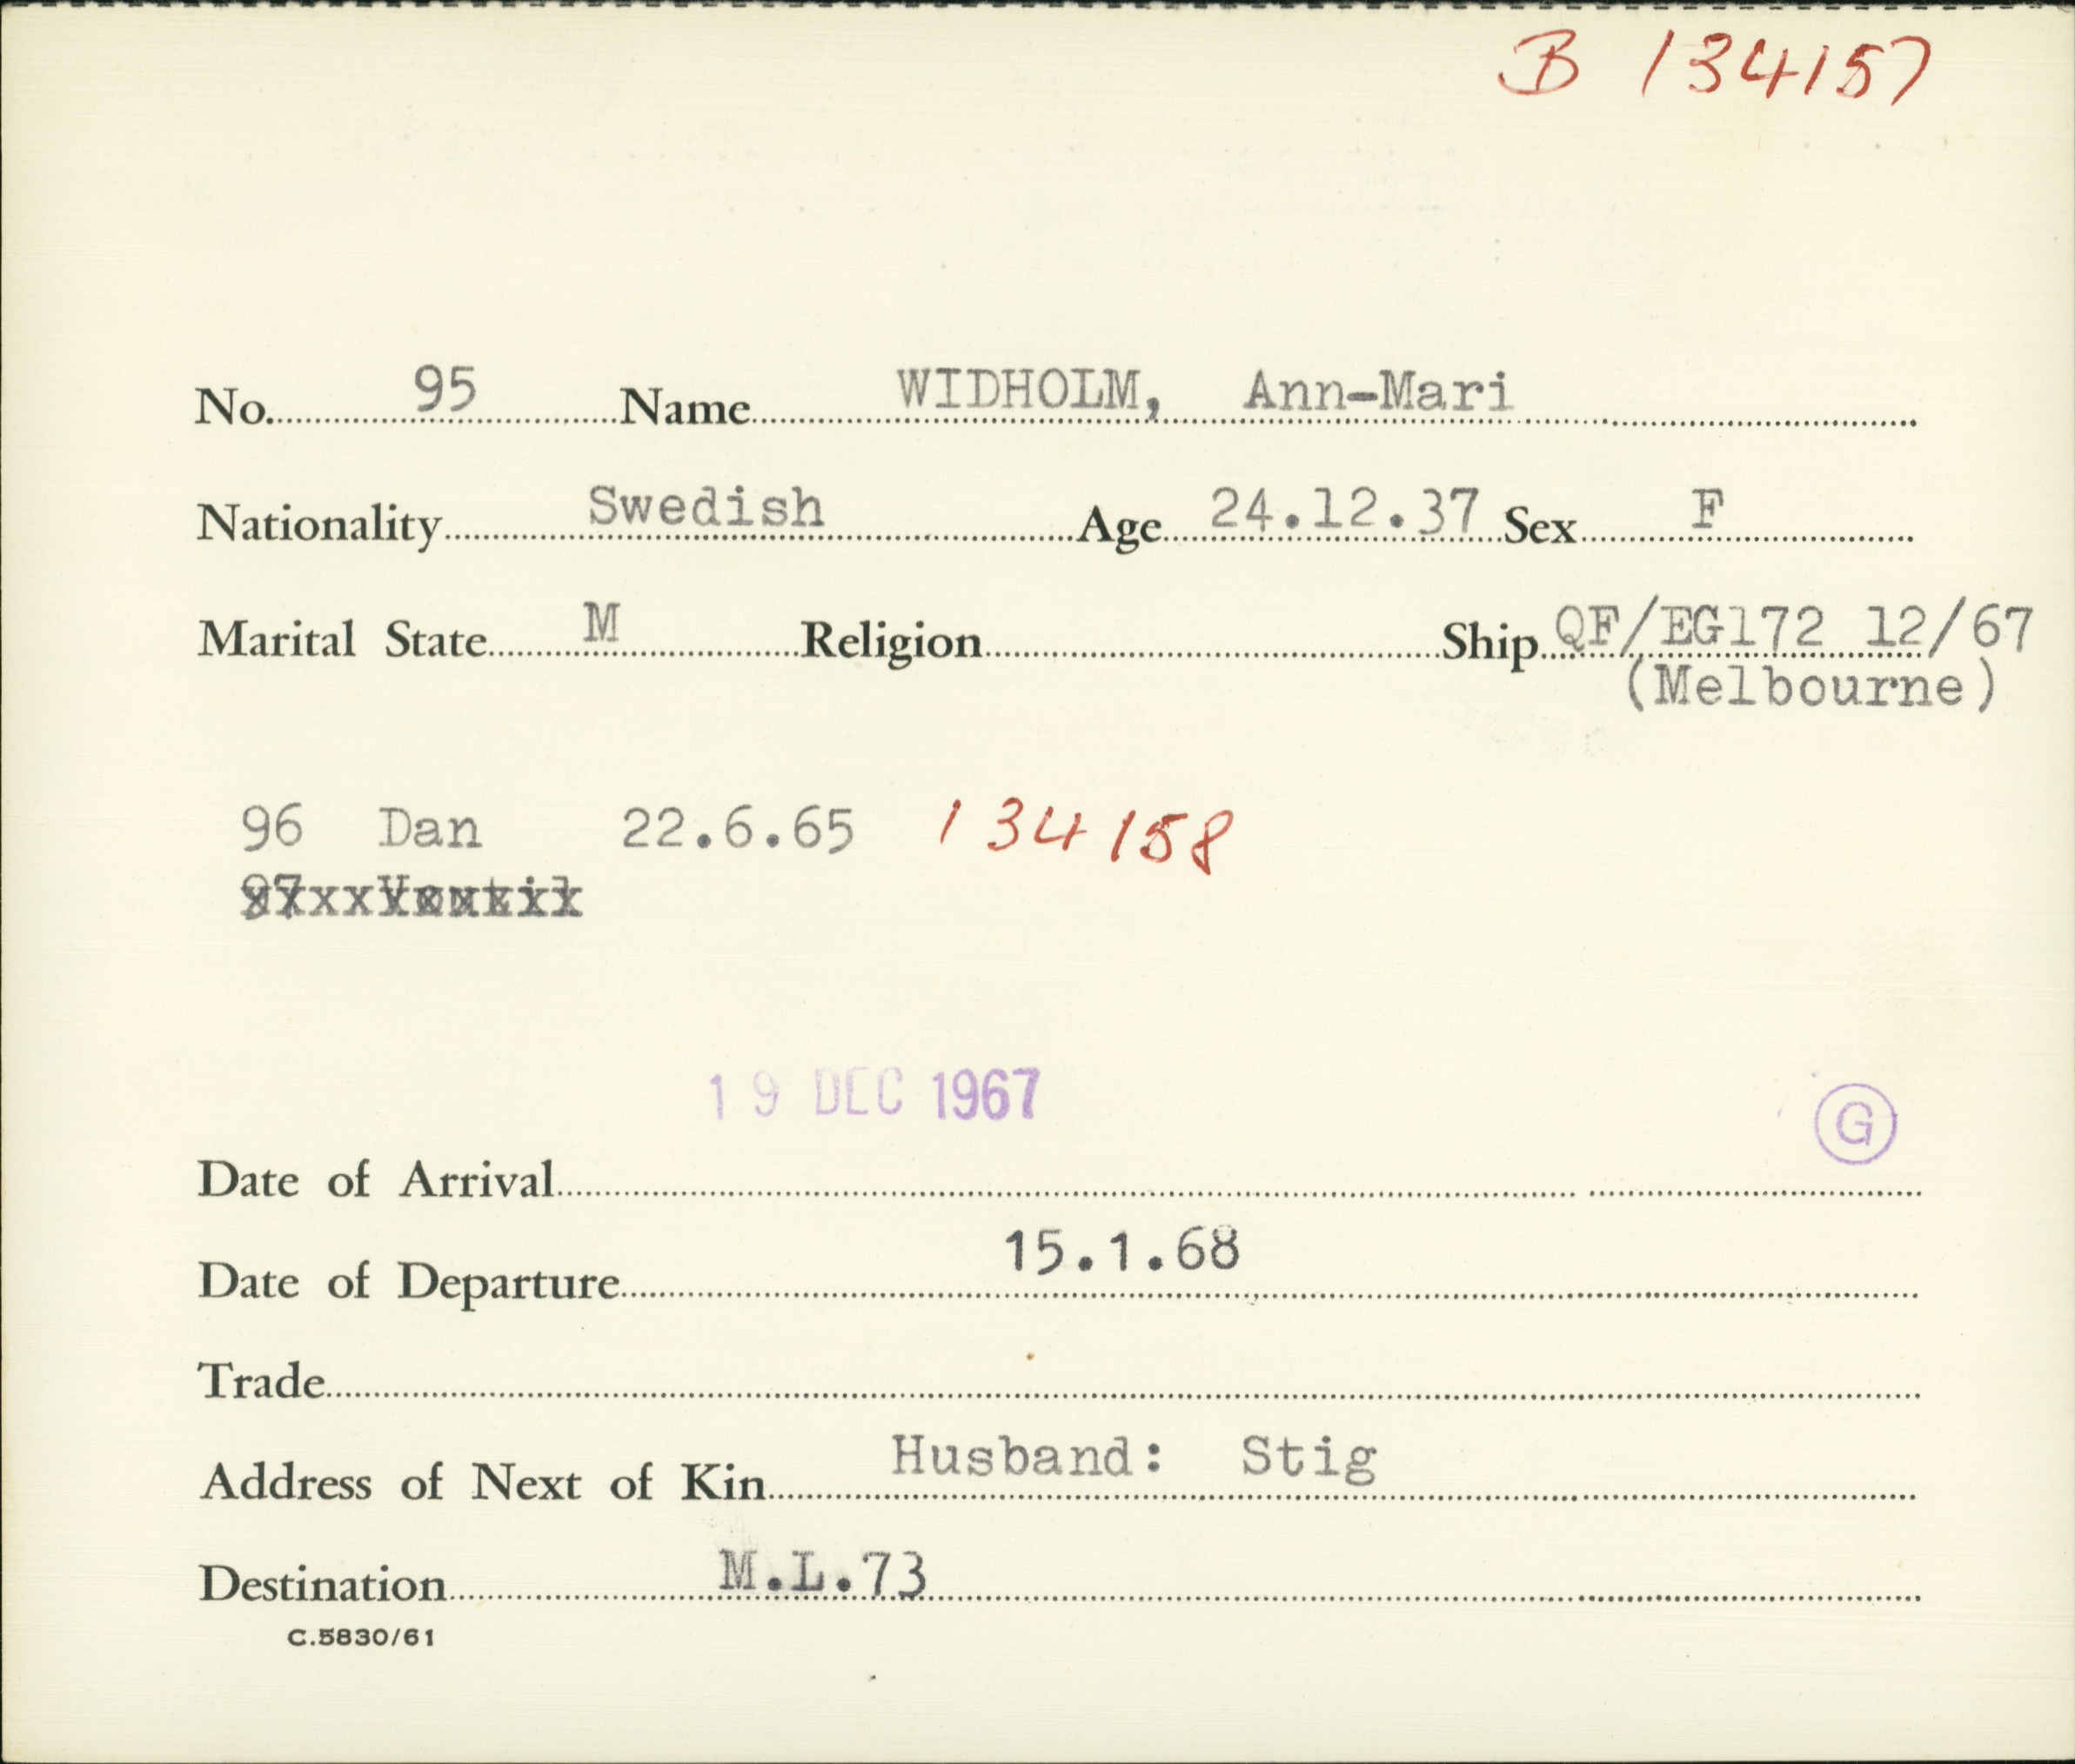 B 134157
No. 95 Name WIDHOLM, Ann-Mari
Nationality Swedish Age 24.12.37 Sex F
Marital State M Religion Ship QF/EG172 12/67
(Melbourne)
96 Dan 22.6.65 134158
19 DEC 1967
G
Date of Arrival
Date of Departure 15.1.68
Trade
Address of Next of Kin Husband: Stig
Destination M.L.73
C.5830/61